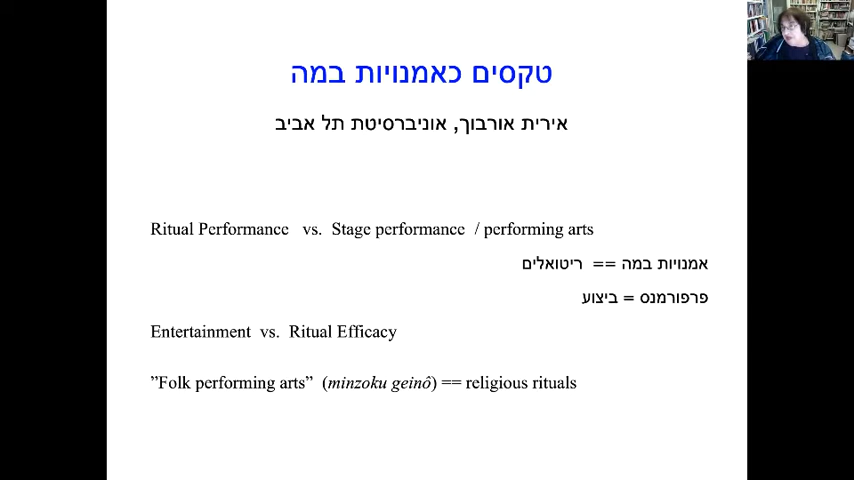 טקסים כאמנויות במה
אירית אורבוך, אוניברסיטת תל אביב
Ritual Performance vs. Stage performance / performing arts
אמנויות במה == ריטואלים
פרפורמנס = ביצוע
Entertainment vs. Ritual Efficacy
”Folk performing arts” (minzoku geinô) == religious rituals